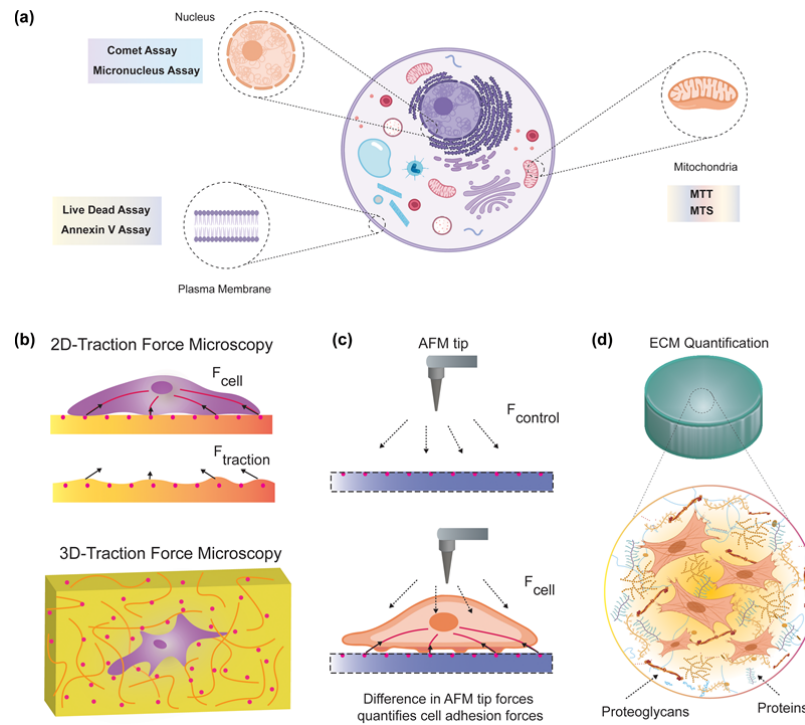 (a)
Nucleus
Comet Assay
Micronucleus Assay
Mitochondria
MTT
MTS
Live Dead Assay
Annexin V Assay
Plasma Membrane
(b)
2D-Traction Force Microscopy
F cell
F traction
3D-Traction Force Microscopy
(c)
AFM tip
F control
F cell
Difference in AFM tip forces
quantifies cell adhesion forces
(d)
ECM Quantification
Proteoglycans
Proteins